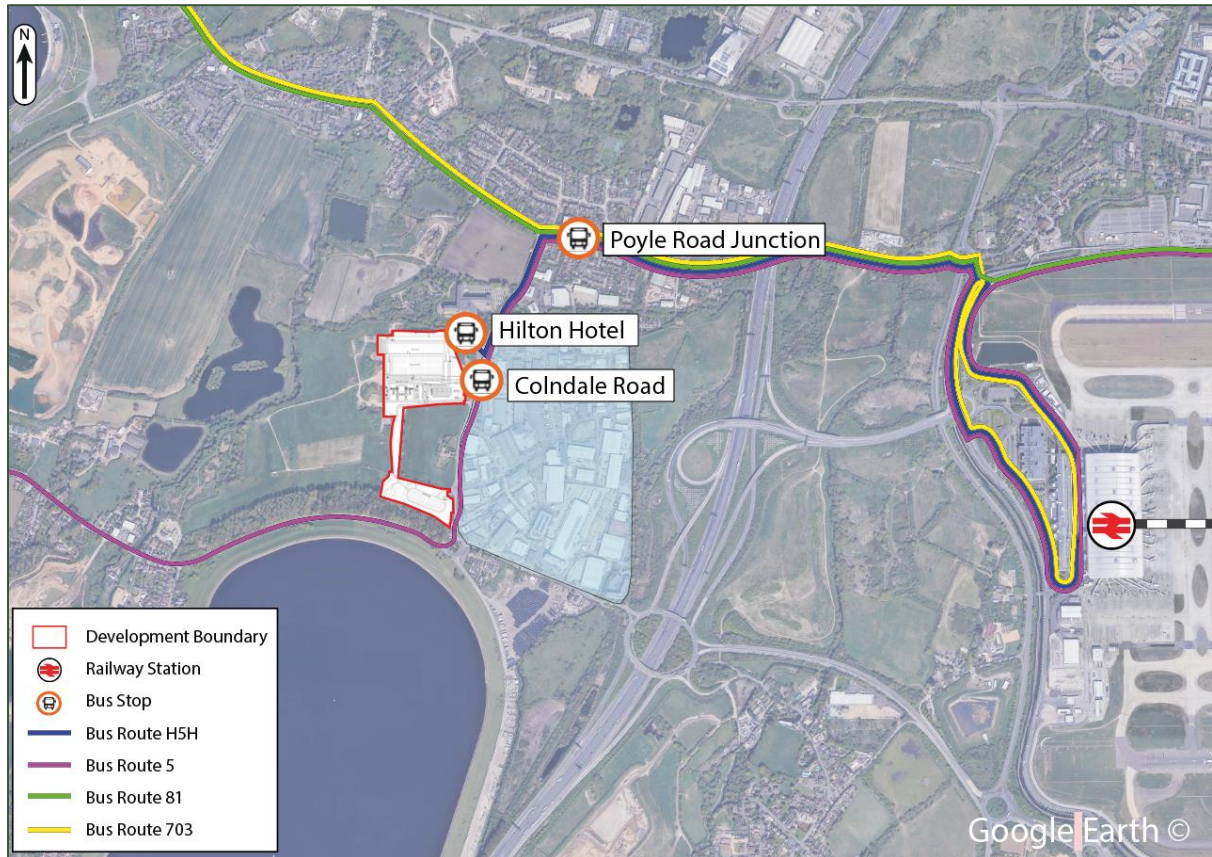 N
Poyle Road Junction
Hilton Hotel
Colndale Road
Development Boundary
Railway Station
Bus Stop
Bus Route H5H
Bus Route 5
Bus Route 81
Bus Route 703
Google Earth ©